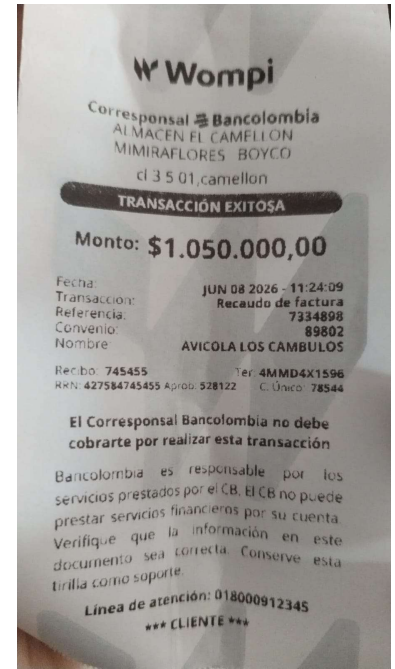 Wompi
Corresponsal Bancolombia
ALMACEN EL CAMELLON
MIMIRAFLORES BOYCO
cl 3 5 01,camellon
TRANSACCIÓN EXITOSA
Monto: $1.050.000,00
Fecha: JUN 08 2026 - 11:24:09
Transaccion: Recaudo de factura
Referencia: 7334898
Convenio: 89802
Nombre AVICOLA LOS CAMBULOS
Recibo: 745455 Ter: 4MMD4X1596
RRN: 427584745455 Aprob: 528122 C. Único: 78544
El Corresponsal Bancolombia no debe
cobrarte por realizar esta transacción
Bancolombia es responsable por los
servicios prestados por el CB. El CB no puede
prestar servicios financieros por su cuenta.
Verifique que la información en este
documento sea correcta. Conserve esta
tirilla como soporte.
Línea de atención: 018000912345
*** CLIENTE ***